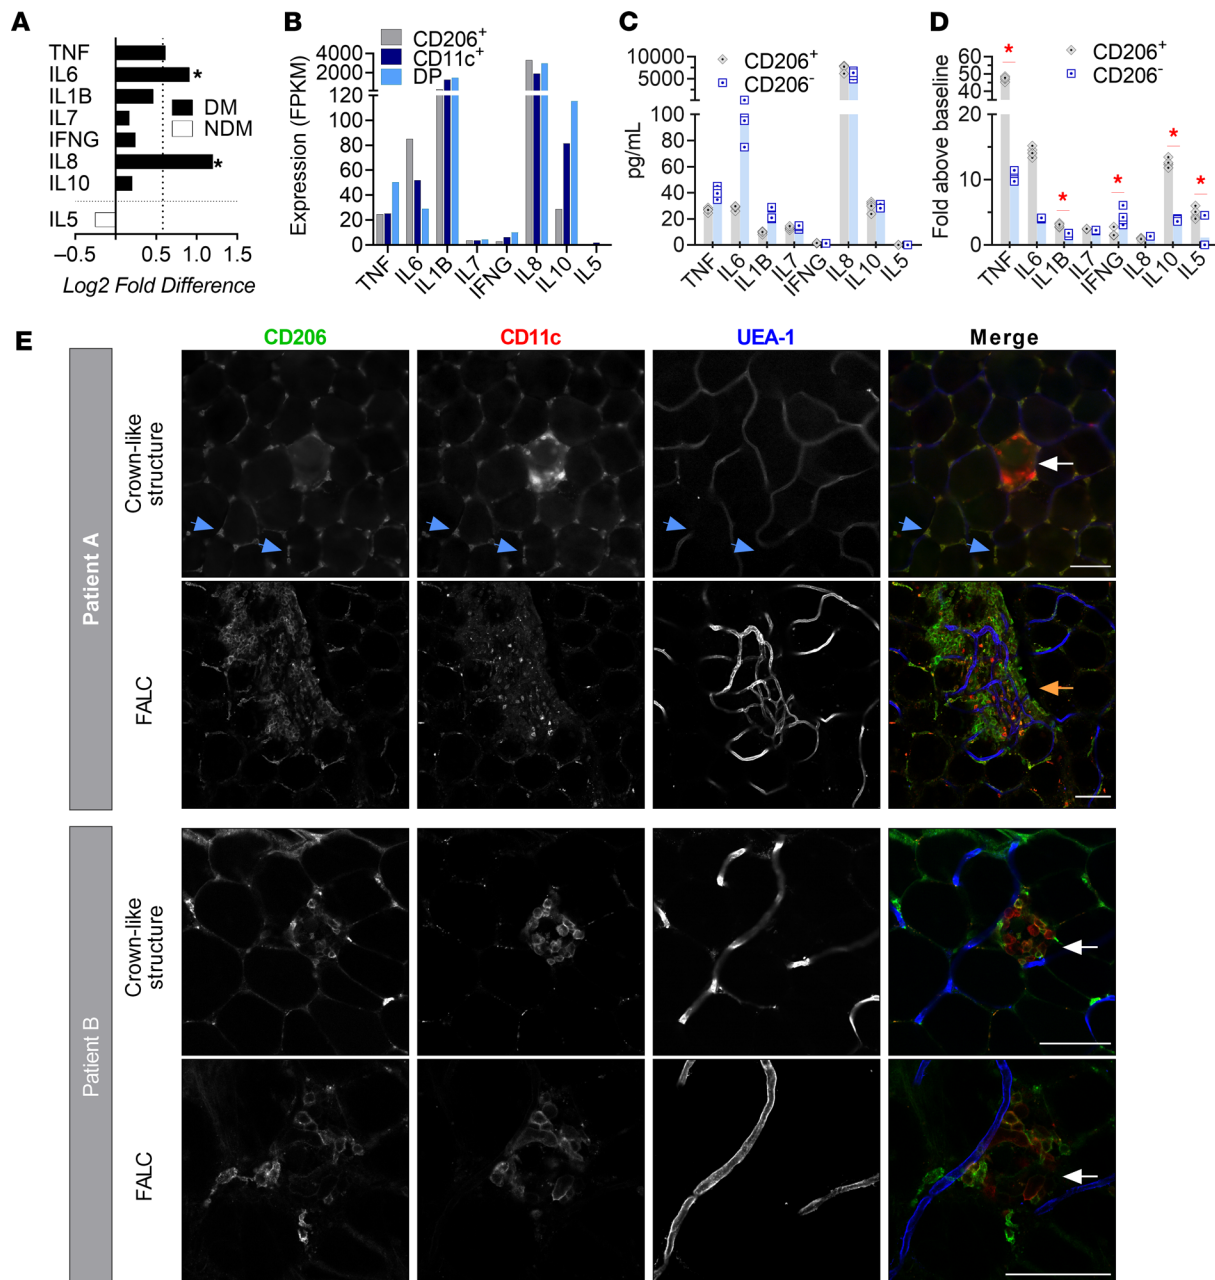 A
TNF
IL6
*
IL1B
IL7
IFNG
IL8
*
IL10
IL5
DM
NDM
–0.5
0
0.5
1.0
1.5
Log2 Fold Difference
B
CD206+
CD11c+
DP
Expression (FPKM)
4000
2000
120
100
80
60
40
20
0
TNF
IL6
IL1B
IL7
IFNG
IL8
IL10
IL5
C
CD206+
CD206-
pg/mL
10000
5000
100
80
60
40
20
0
TNF
IL6
IL1B
IL7
IFNG
IL8
IL10
IL5
D
CD206+
CD206-
Fold above baseline
60
50
40
20
10
0
*
*
*
*
*
TNF
IL6
IL1B
IL7
IFNG
IL8
IL10
IL5
E
CD206
CD11c
UEA-1
Merge
Patient A
Crown-like
structure
FALC
Patient B
Crown-like
structure
FALC